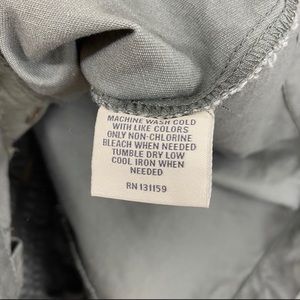 MACHINE WASH COLD
WITH LIKE COLORS
ONLY NON-CHLORINE
BLEACH WHEN NEEDED
TUMBLE DRY LOW
COOL IRON WHEN
NEEDED
RN 131159